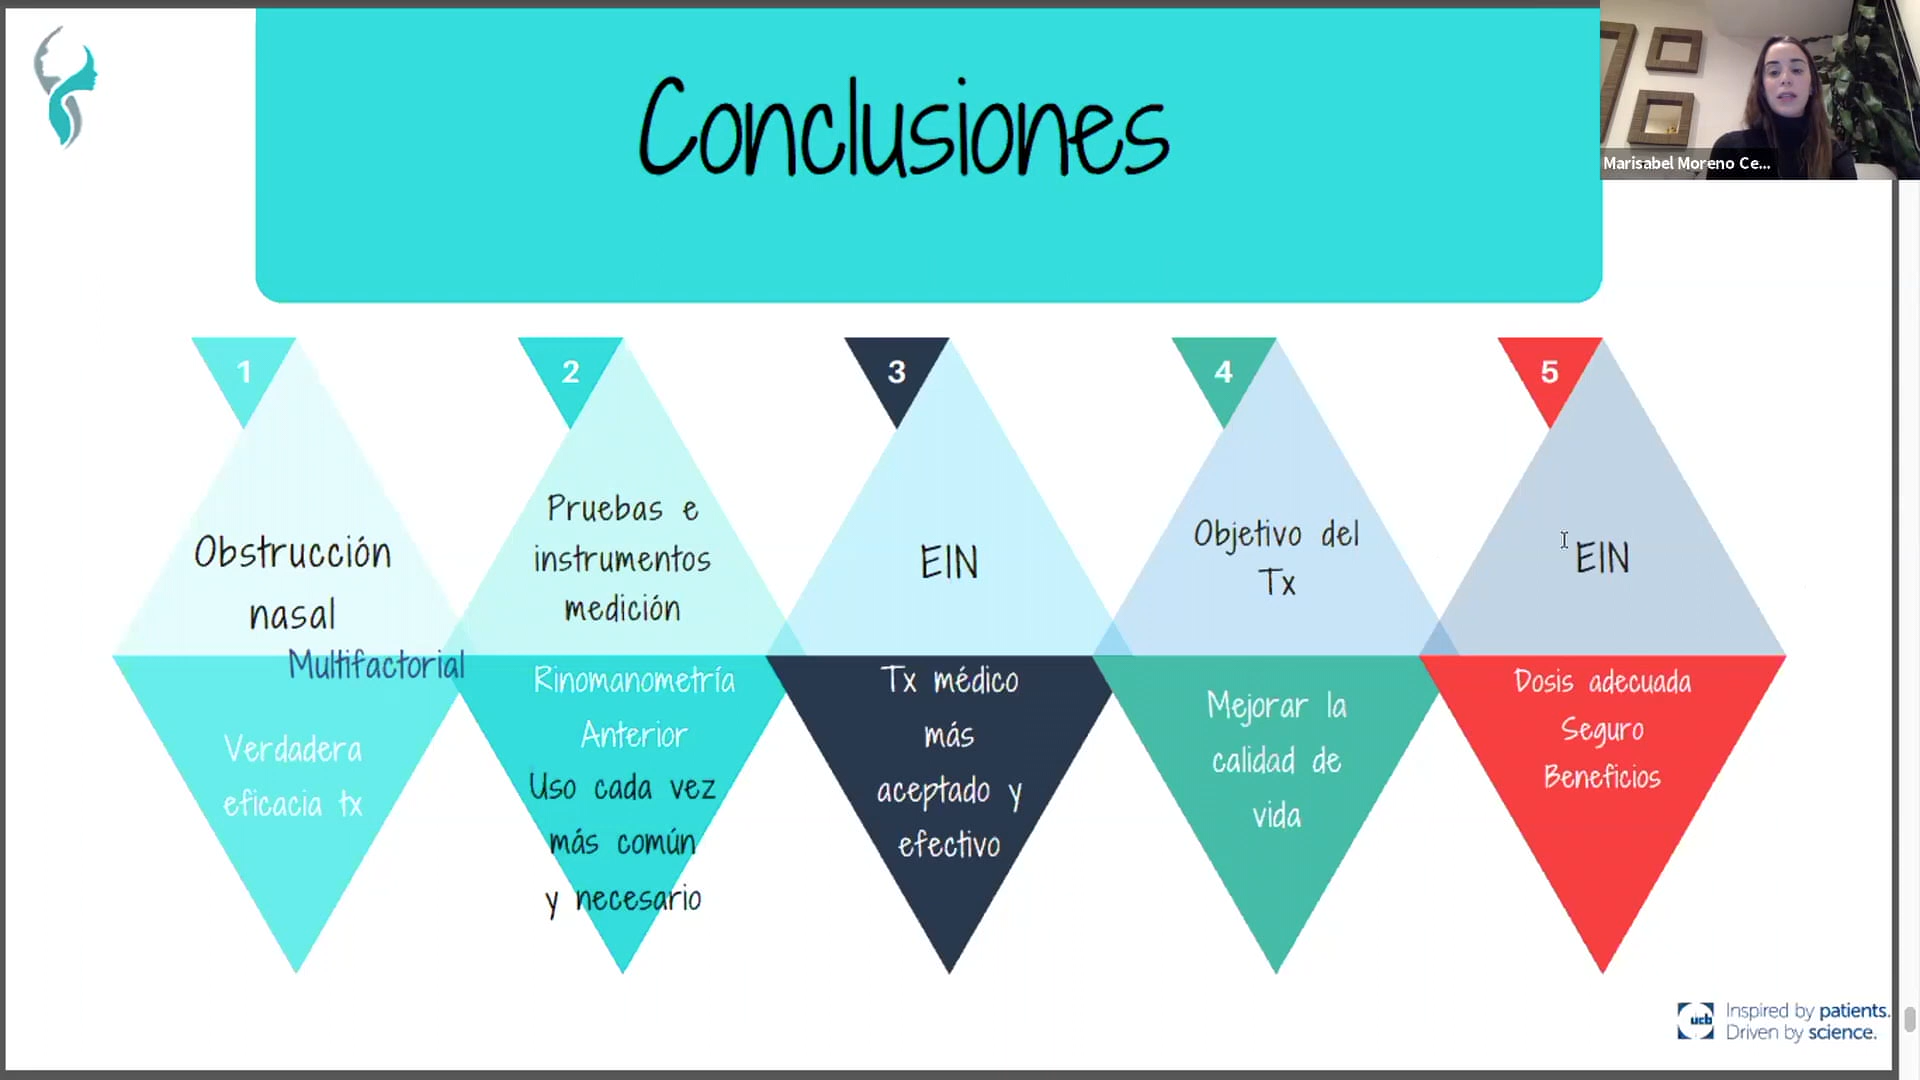 Conclusiones
Marisabel Moreno Ce...
1
Obstrucción
nasal
Multifactorial
Verdadera
eficacia tx
2
Pruebas e
instrumentos
medición
Rinomanometría
Anterior
Uso cada vez
más común
y necesario
3
EIN
Tx médico
más
aceptado y
efectivo
4
Objetivo del
Tx
Mejorar la
calidad de
vida
5
EIN
Dosis adecuada
Seguro
Beneficios
ucb
Inspired by patients.
Driven by science.